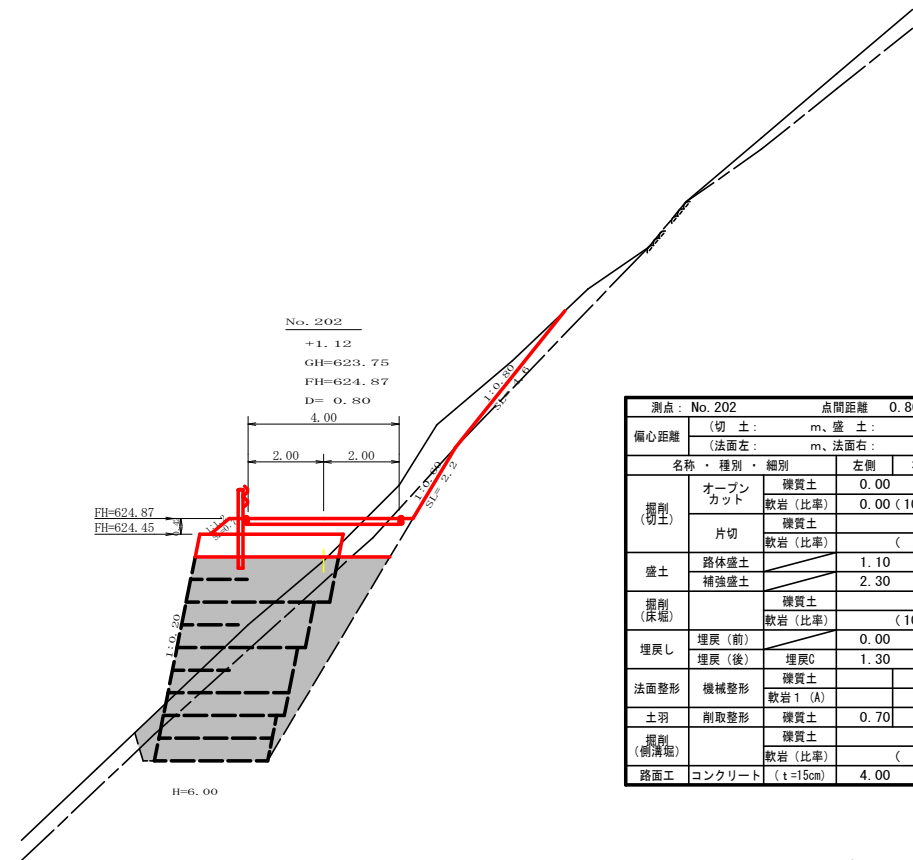 No. 202
+1. 12
GH=623. 75
FH=624. 87
D= 0. 80
4. 00
2. 00
2. 00
1:0. 80
SL= 4. 6
1:0. 60
SL= 2. 2
FH=624. 87
FH=624. 45
1:1.2
1:0. 20
H=6. 00
測点: No. 202 点間距離 0.8
偏心距離 (切 土: m、盛 土:
(法面左: m、法面右:
名称 ・ 種別 ・ 細別 左側
掘削(切土) オープンカット 礫質土 0.00
軟岩(比率) 0.00 (10
片切 礫質土
軟岩(比率) (
盛土 路体盛土 1.10
補強盛土 2.30
掘削(床堀) 礫質土
軟岩(比率) (10
埋戻し 埋戻(前) 0.00
埋戻(後) 埋戻C 1.30
法面整形 機械整形 礫質土
軟岩1(A)
土羽 削取整形 礫質土 0.70
掘削(側溝堀) 礫質土
軟岩(比率) (
路面工 コンクリート (t=15cm) 4.00